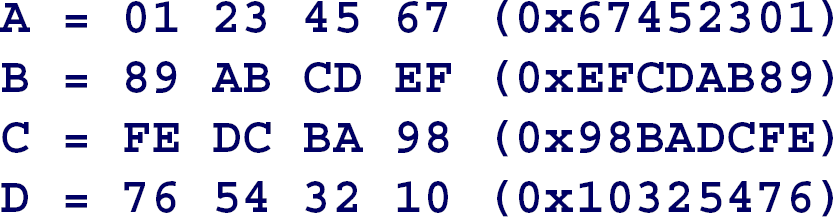 A = 01 23 45 67 (0x67452301)
B = 89 AB CD EF (0xEFCDAB89)
C = FE DC BA 98 (0x98BADCFE)
D = 76 54 32 10 (0x10325476)